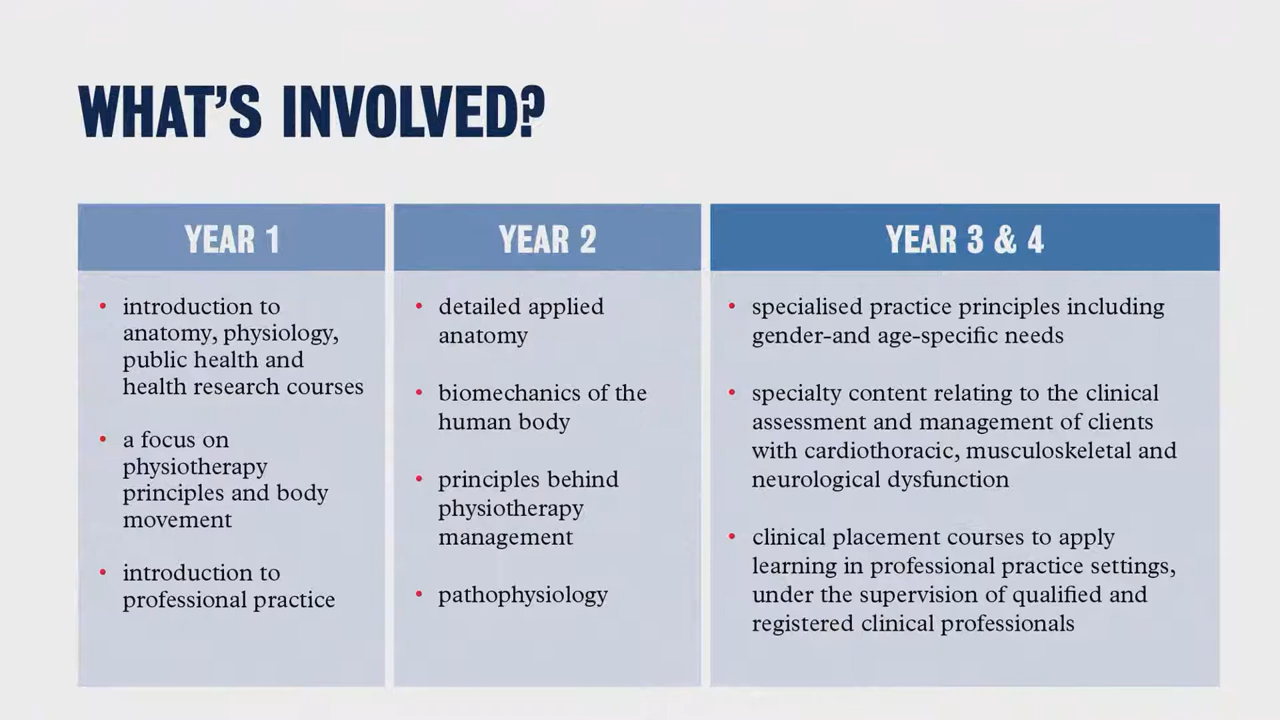 WHAT'S INVOLVED?
YEAR 1
• introduction to
anatomy, physiology,
public health and
health research courses
• a focus on
physiotherapy
principles and body
movement
• introduction to
professional practice
YEAR 2
• detailed applied
anatomy
• biomechanics of the
human body
• principles behind
physiotherapy
management
• pathophysiology
YEAR 3 & 4
• specialised practice principles including
gender-and age-specific needs
• specialty content relating to the clinical
assessment and management of clients
with cardiothoracic, musculoskeletal and
neurological dysfunction
• clinical placement courses to apply
learning in professional practice settings,
under the supervision of qualified and
registered clinical professionals